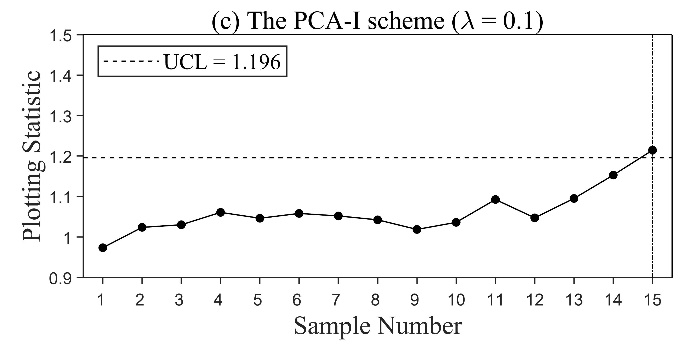 (c) The PCA-I scheme (λ = 0.1)
UCL = 1.196
Plotting Statistic
1.5
1.4
1.3
1.2
1.1
1
0.9
1 2 3 4 5 6 7 8 9 10 11 12 13 14 15
Sample Number